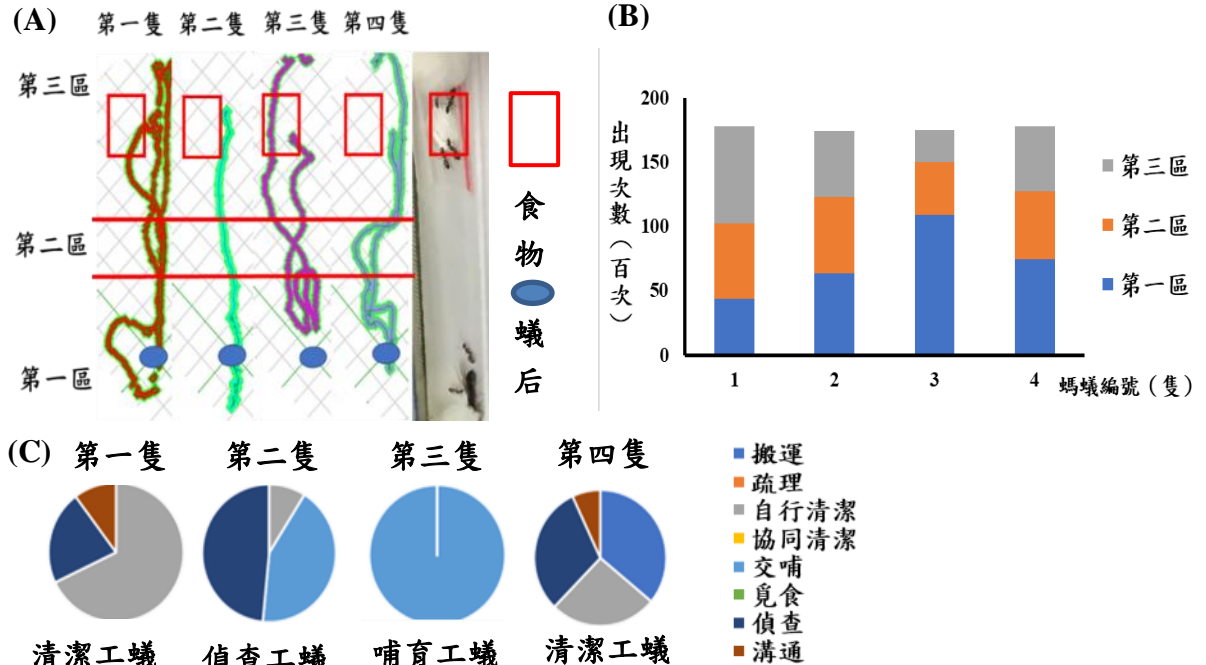 (A)
第一隻 第二隻 第三隻 第四隻
第三區
第二區
第一區
食物
蟻后
(B)
出現次數（百次）
200
150
100
50
0
1 2 3 4
螞蟻編號（隻）
第三區
第二區
第一區
(C)
第一隻 第二隻 第三隻 第四隻
清潔工蟻 偵查工蟻 哺育工蟻 清潔工蟻
搬運
疏理
自行清潔
協同清潔
交哺
覓食
偵查
溝通